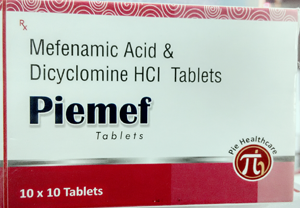 Rx
Mefenamic Acid &
Dicyclomine HCl Tablets
Piemef
Tablets
Pie Healthcare
10 x 10 Tablets